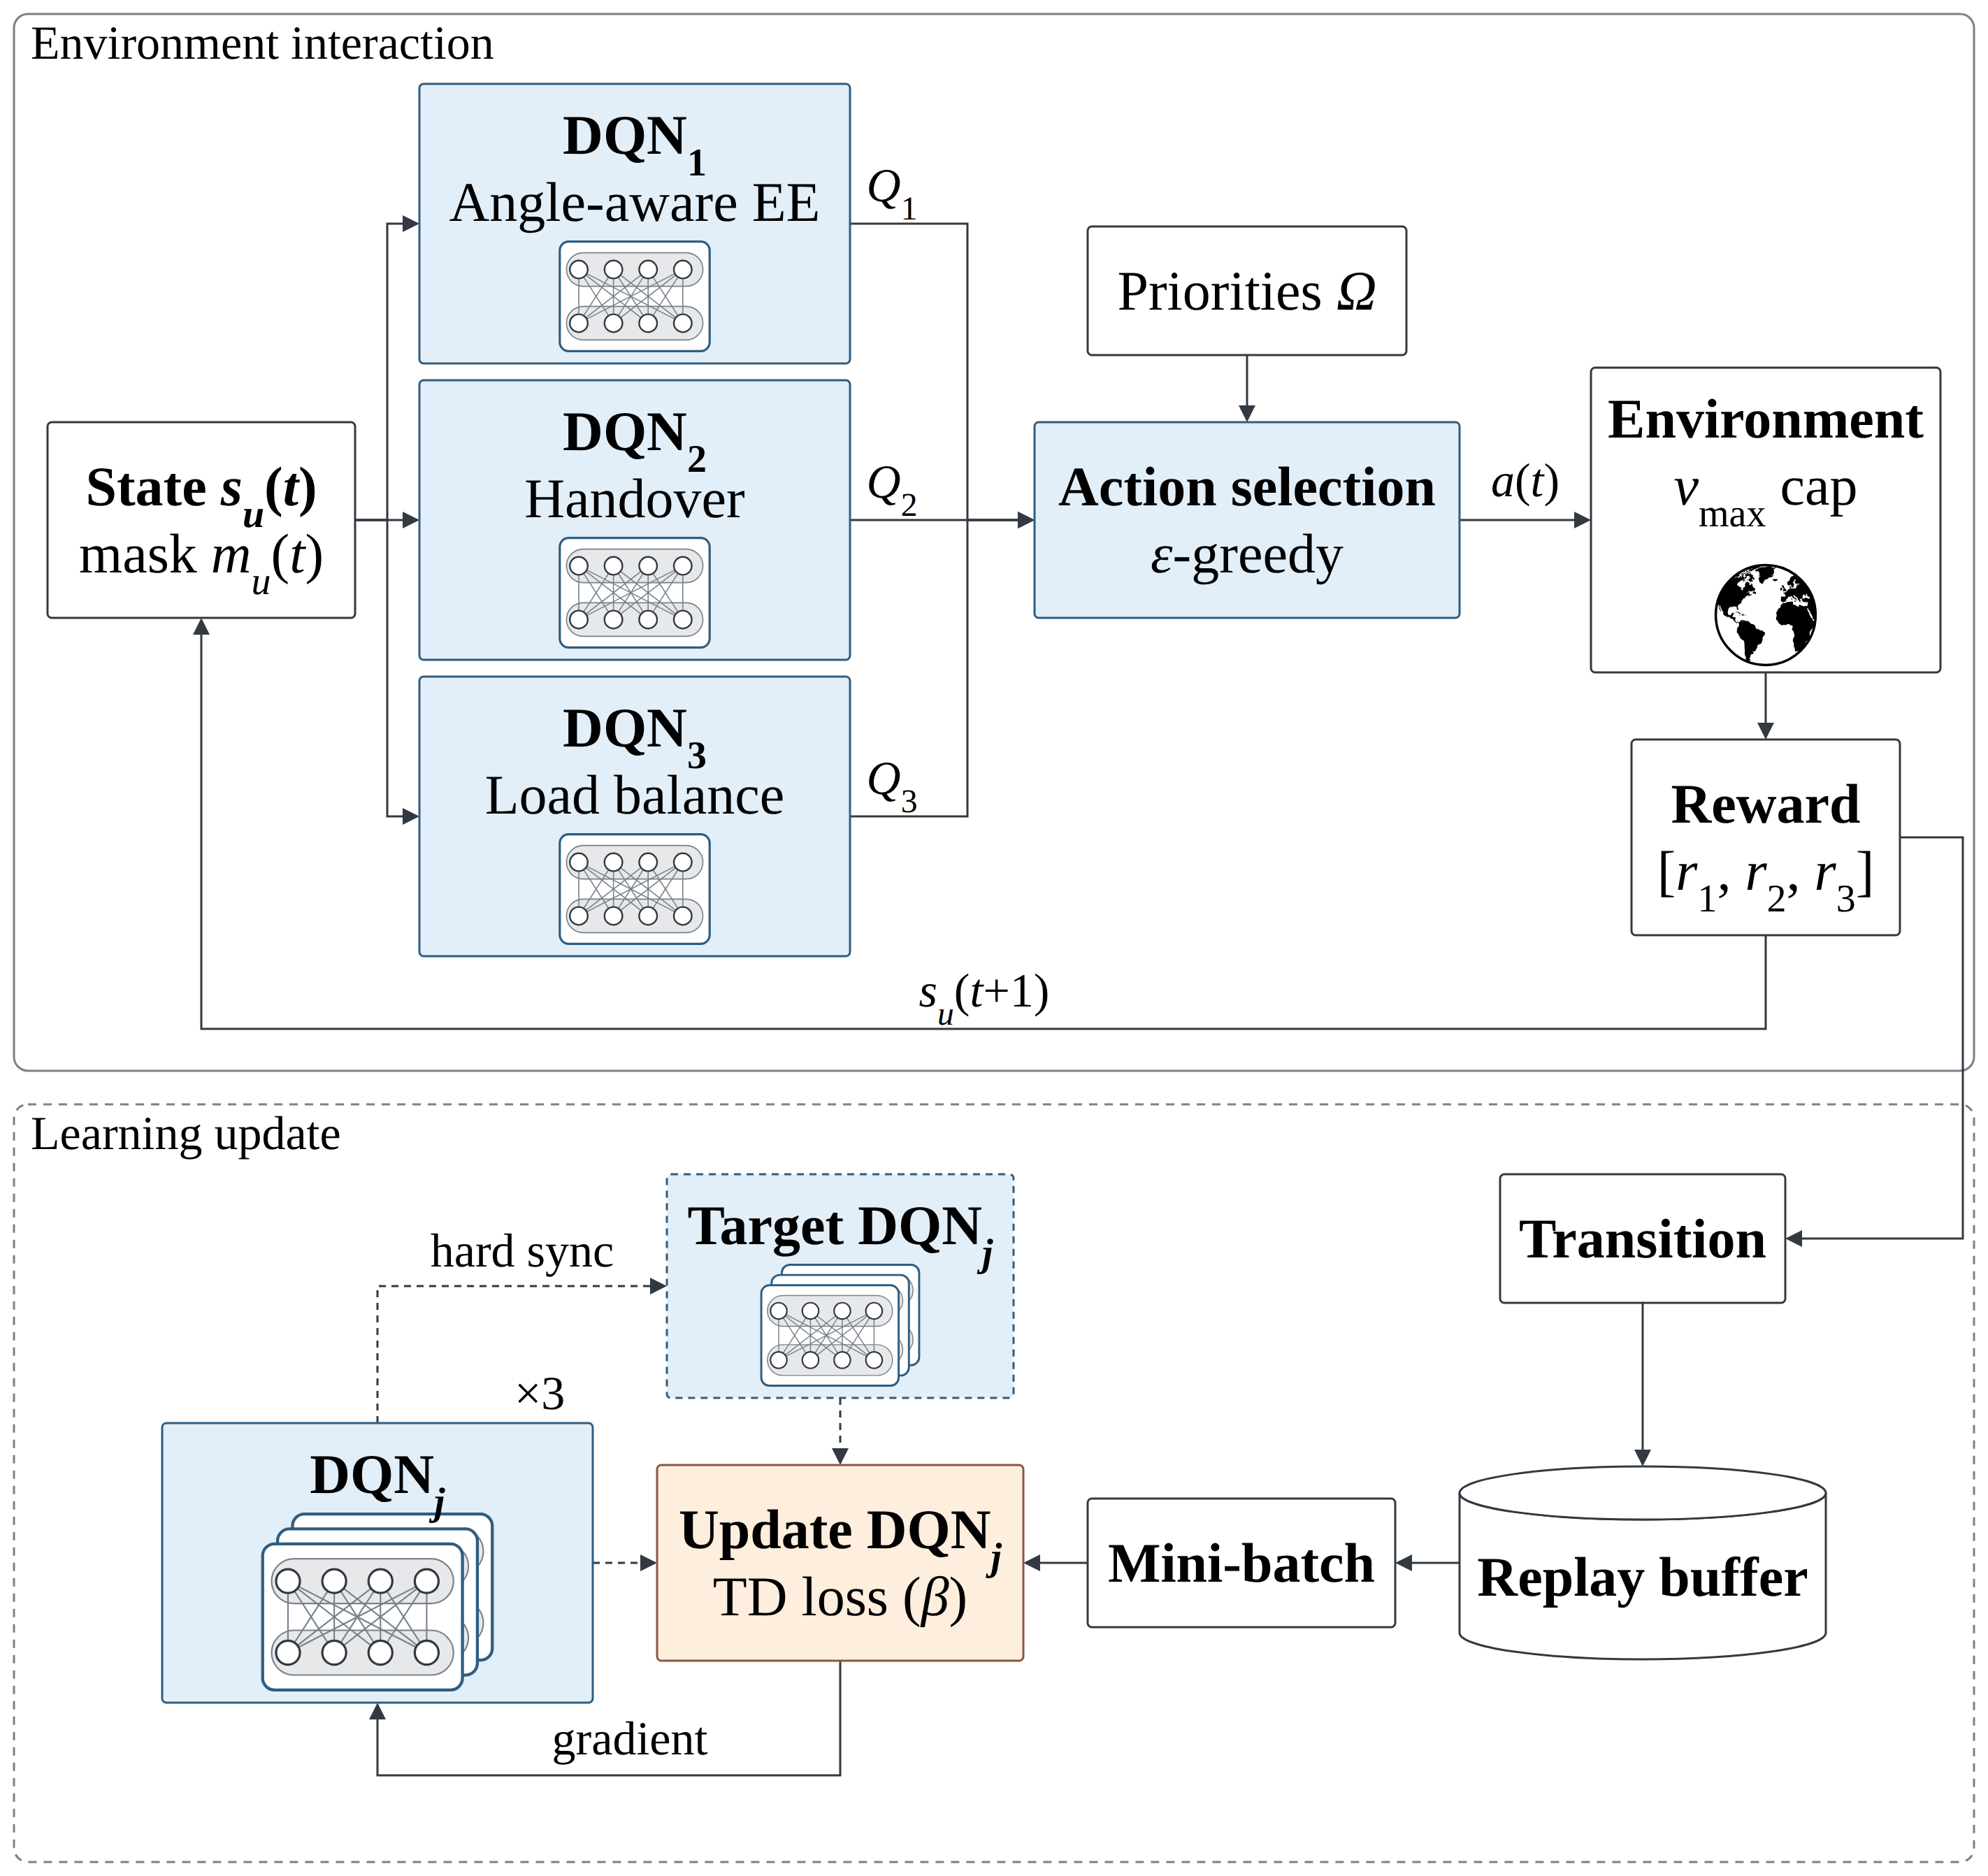 Environment interaction
DQN₁
Angle-aware EE
Q₁
Priorities Ω
DQN₂
Handover
Q₂
State sᵤ(t)
mask mᵤ(t)
Action selection
ε-greedy
a(t)
Environment
vmax cap
DQN₃
Load balance
Q₃
Reward
[r₁, r₂, r₃]
sᵤ(t+1)
Learning update
Target DQNⱼ
hard sync
Transition
×3
DQNⱼ
Update DQNⱼ
TD loss (β)
Mini-batch
Replay buffer
gradient